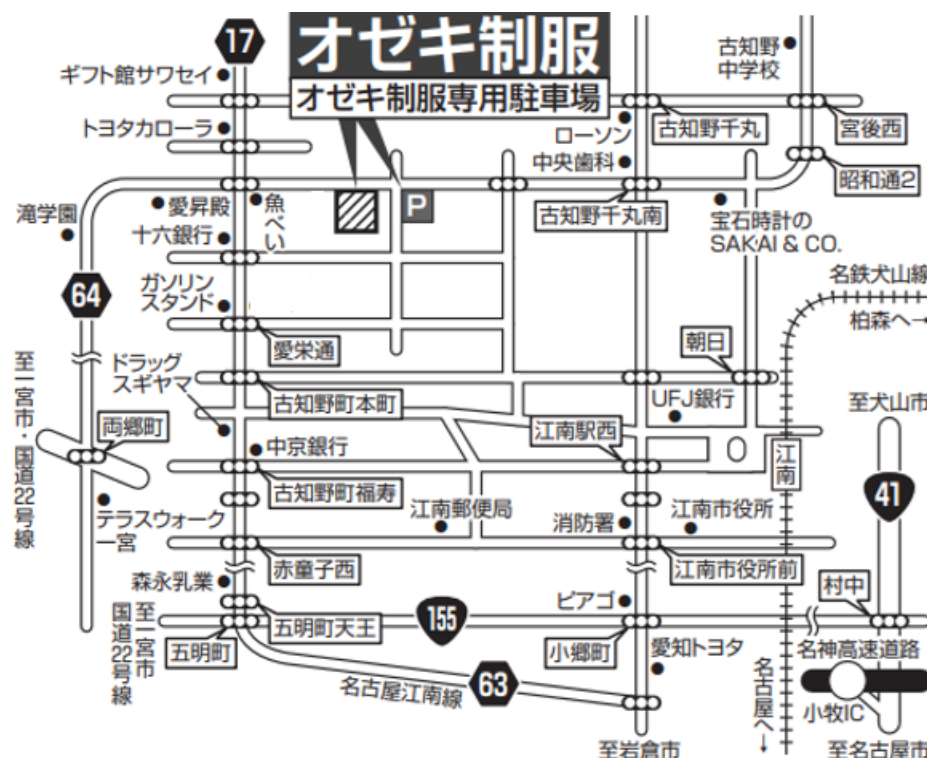 17
オゼキ制服
オゼキ制服専用駐車場
古知野
中学校
ギフト館サワセイ
トヨタカローラ
ローソン
古知野千丸
宮後西
中央歯科
昭和通2
滝学園
愛昇殿
魚べい
P
古知野千丸南
宝石時計の
SAKAI & CO.
十六銀行
64
ガソリン
スタンド
名鉄犬山線
柏森へ→
愛栄通
朝日
至一宮市・国道22号線
ドラッグ
スギヤマ
古知野町本町
UFJ銀行
至犬山市
両郷町
中京銀行
江南駅西
江南
41
古知野町福寿
テラスウォーク
一宮
江南郵便局
消防署
江南市役所
赤童子西
江南市役所前
森永乳業
ピアゴ
村中
至一宮市
国道22号線
五明町天王
155
五明町
小郷町
愛知トヨタ
名神高速道路
名古屋江南線
63
名古屋へ→
小牧IC
至岩倉市
至名古屋市